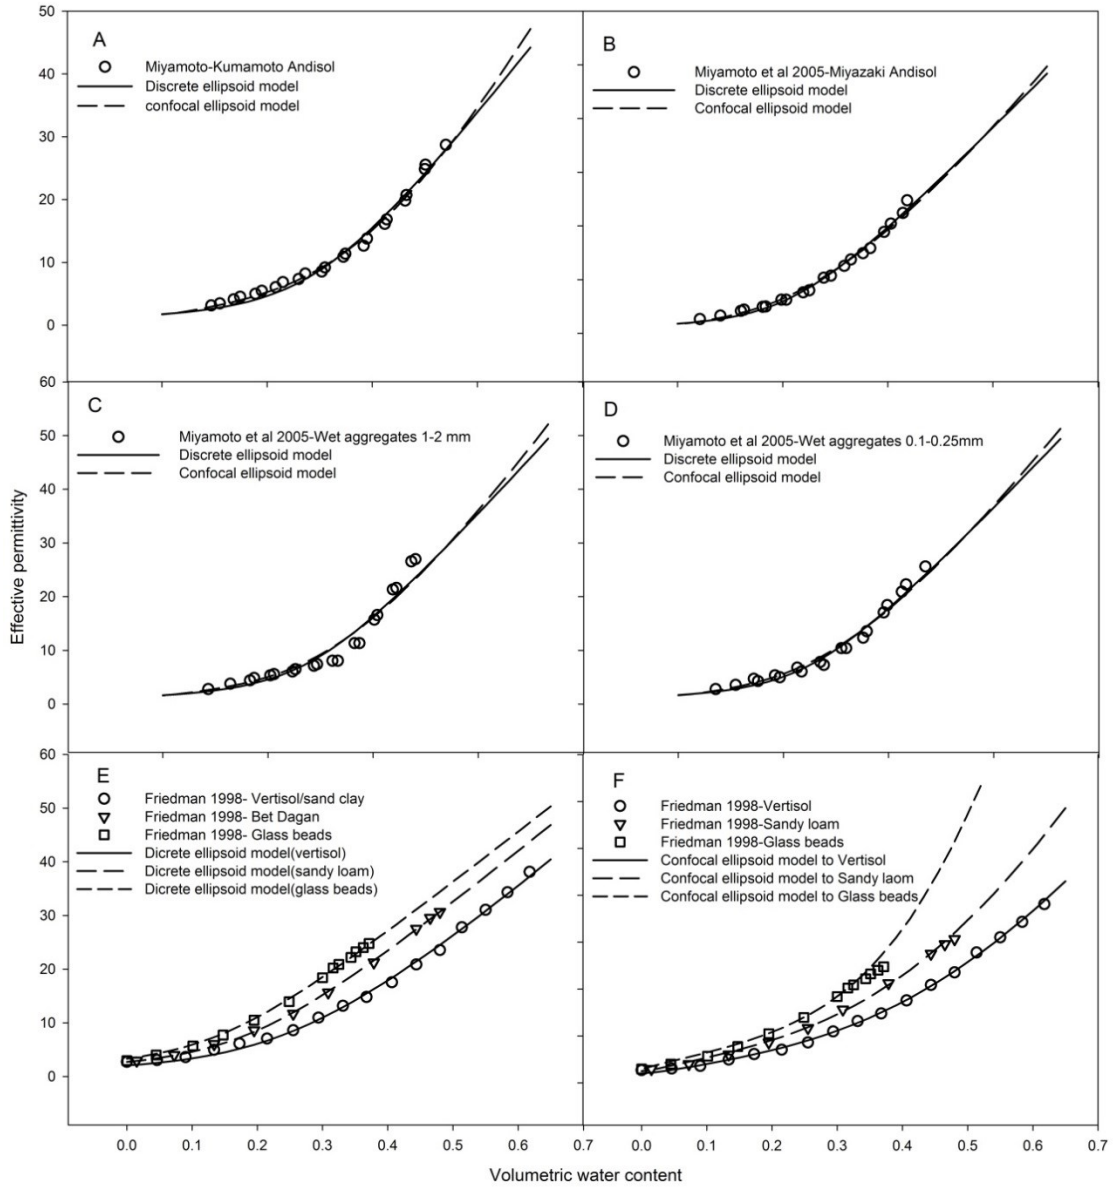 50
A
Miyamoto-Kumamoto Andisol
Discrete ellipsoid model
confocal ellipsoid model
40
30
20
10
0
B
Miyamoto et al 2005-Miyazaki Andisol
Discrete ellipsoid model
Confocal ellipsoid model
60
C
Miyamoto et al 2005-Wet aggregates 1-2 mm
Discrete ellipsoid model
Confocal ellipsoid model
50
40
30
20
10
0
D
Miyamoto et al 2005-Wet aggregates 0.1-0.25mm
Discrete ellipsoid model
Confocal ellipsoid model
Effective permittivity
60
E
Friedman 1998- Vertisol/sand clay
Friedman 1998- Bet Dagan
Friedman 1998- Glass beads
Dicrete ellipsoid model(vertisol)
Dicrete ellipsoid model(sandy loam)
Dicrete ellipsoid model(glass beads)
50
40
30
20
10
0
F
Friedman 1998-Vertisol
Friedman 1998-Sandy loam
Friedman 1998-Glass beads
Confocal ellipsoid model to Vertisol
Confocal ellipsoid model to Sandy laom
Confocal ellipsoid model to Glass beads
0.0 0.1 0.2 0.3 0.4 0.5 0.6 0.7
0.0 0.1 0.2 0.3 0.4 0.5 0.6 0.7
Volumetric water content